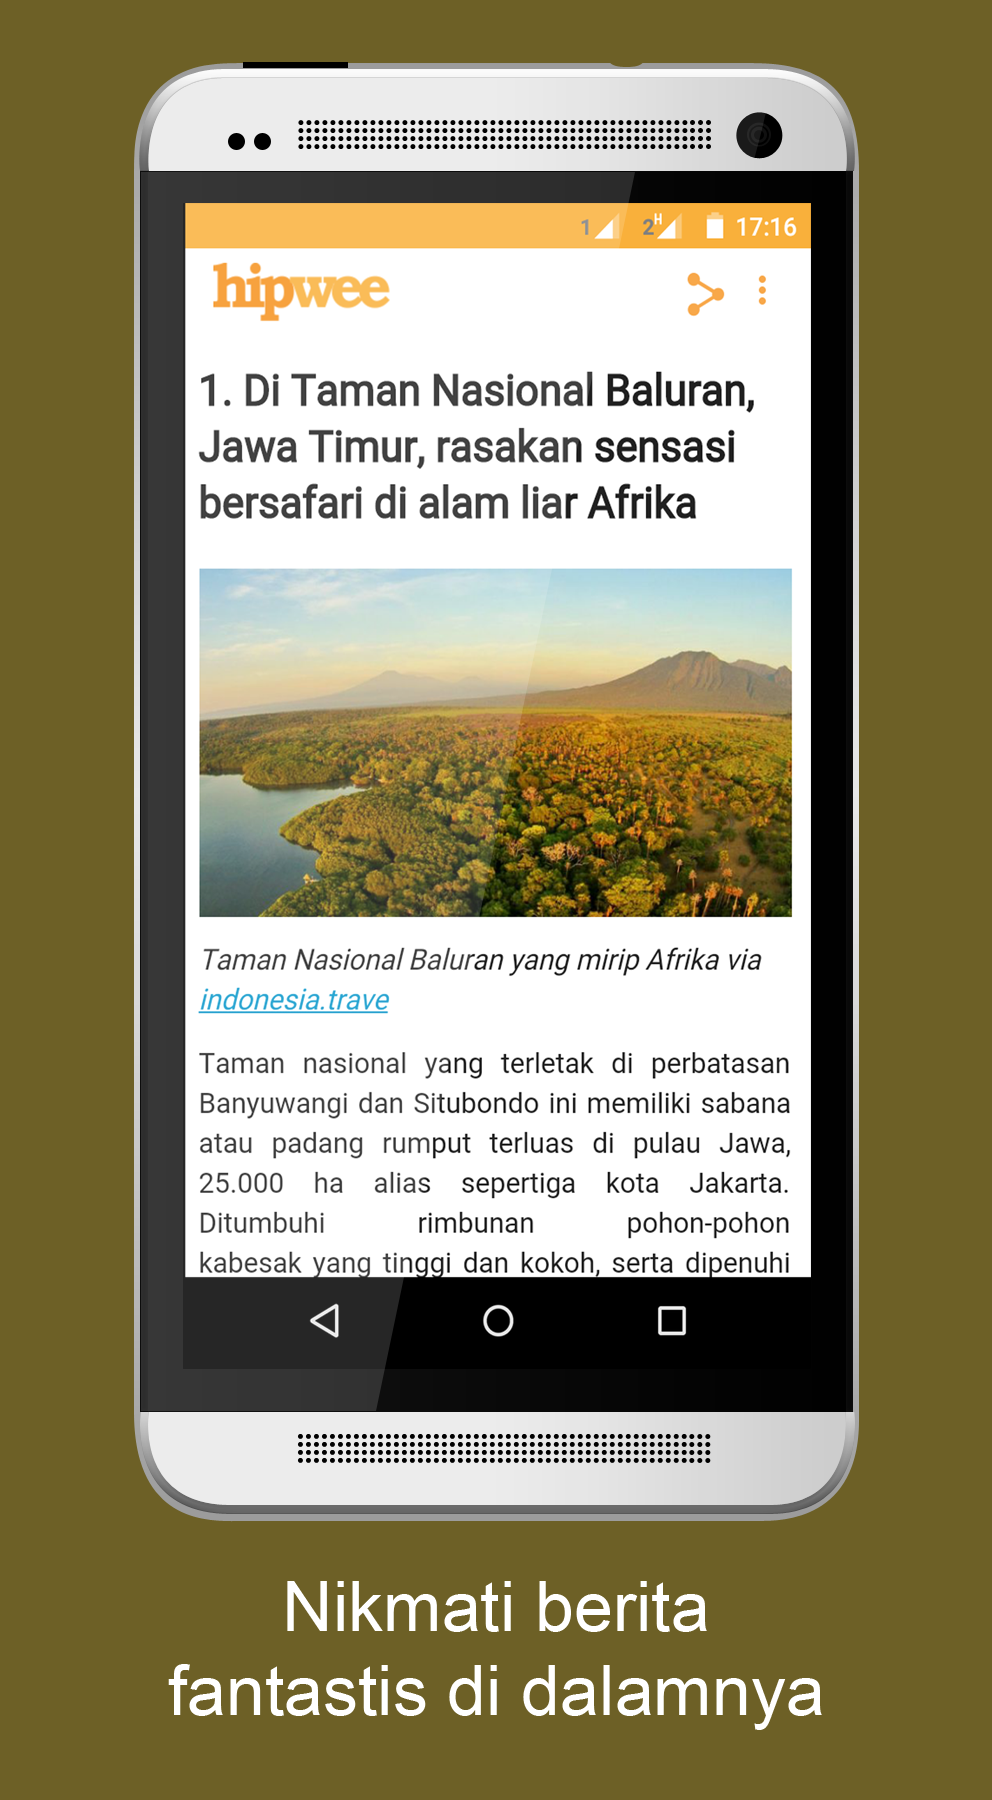 1 2 H 17:16
hipwee
1. Di Taman Nasional Baluran,
Jawa Timur, rasakan sensasi
bersafari di alam liar Afrika
Taman Nasional Baluran yang mirip Afrika via
indonesia.trave
Taman nasional yang terletak di perbatasan
Banyuwangi dan Situbondo ini memiliki sabana
atau padang rumput terluas di pulau Jawa,
25.000 ha alias sepertiga kota Jakarta.
Ditumbuhi rimbunan pohon-pohon
kabesak yang tinggi dan kokoh, serta dipenuhi
Nikmati berita
fantastis di dalamnya